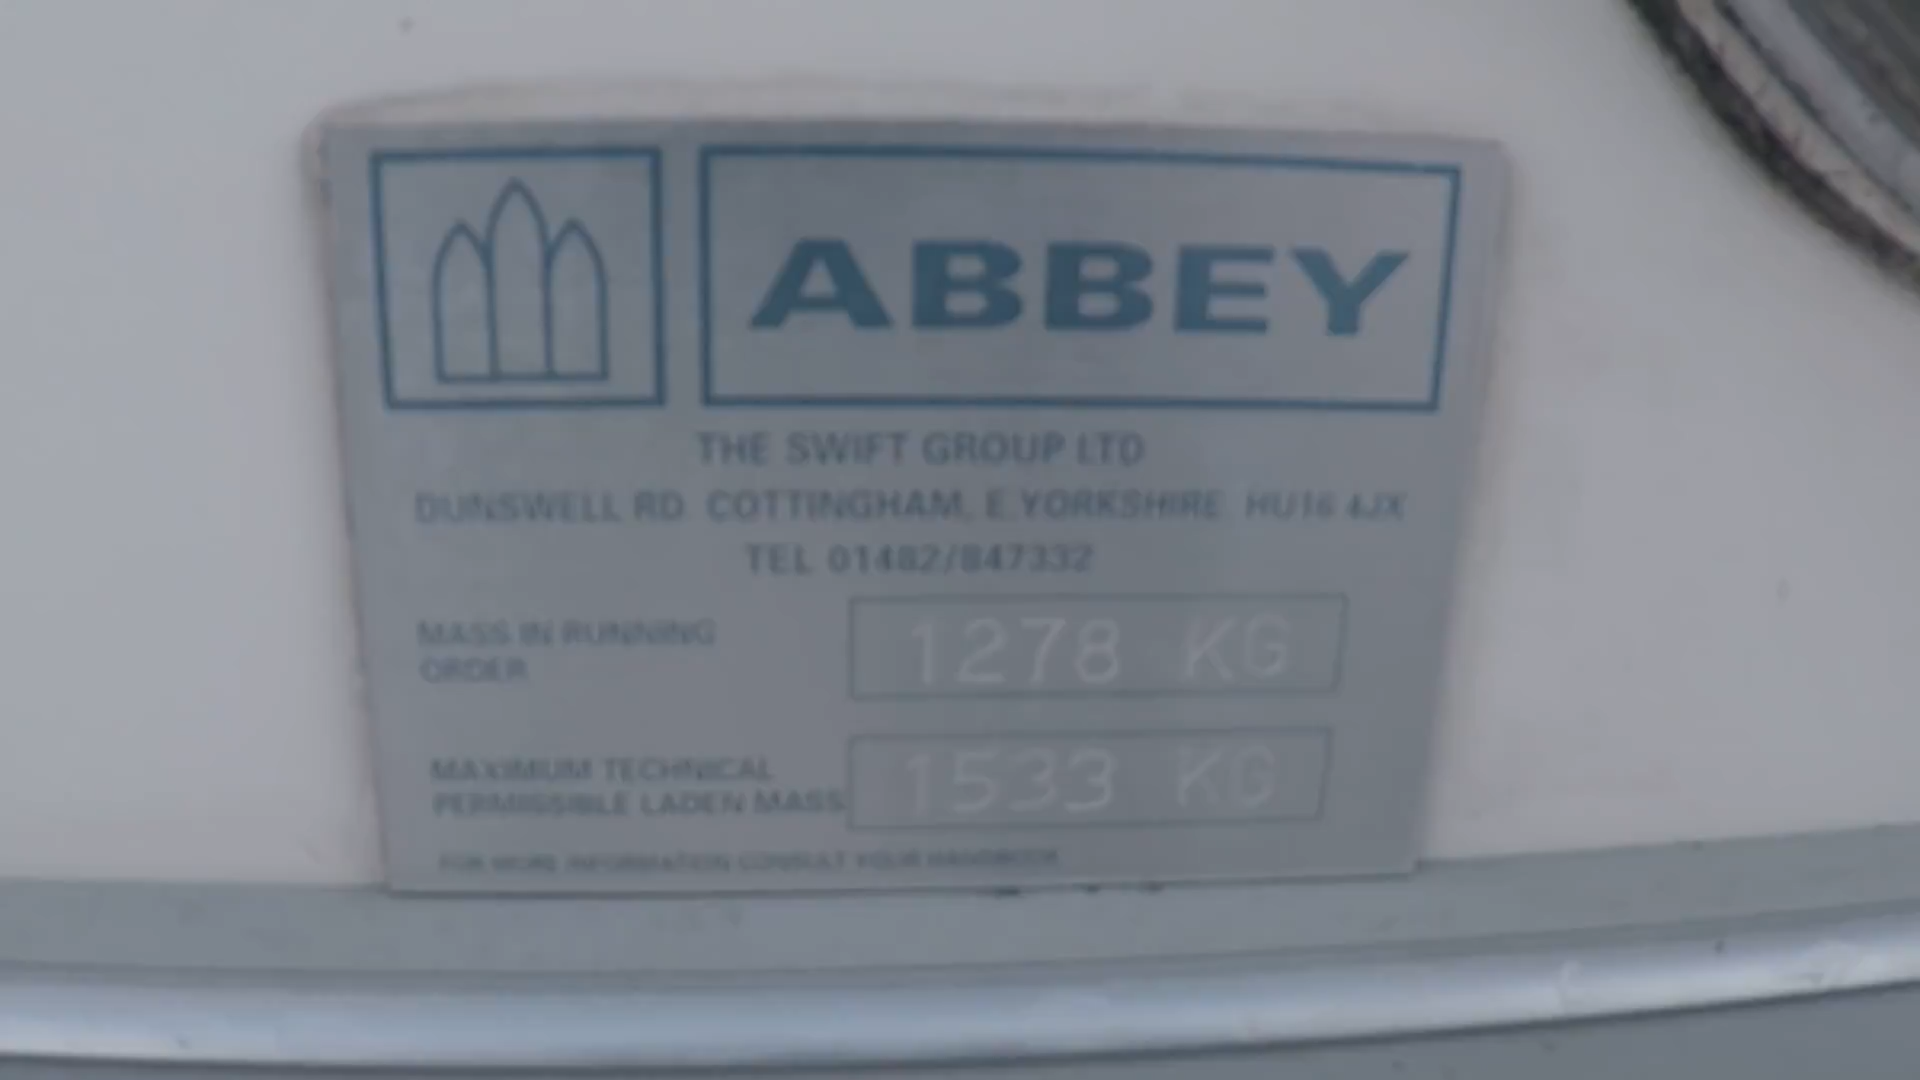 ABBEY
THE SWIFT GROUP LTD
DUNSWELL RD. COTTINGHAM, E.YORKSHIRE. HU16 4JX
TEL 01482/847332
MASS IN RUNNING
ORDER
1278 KG
MAXIMUM TECHNICAL
PERMISSIBLE LADEN MASS
1533 KG
FOR MORE INFORMATION CONSULT YOUR HANDBOOK